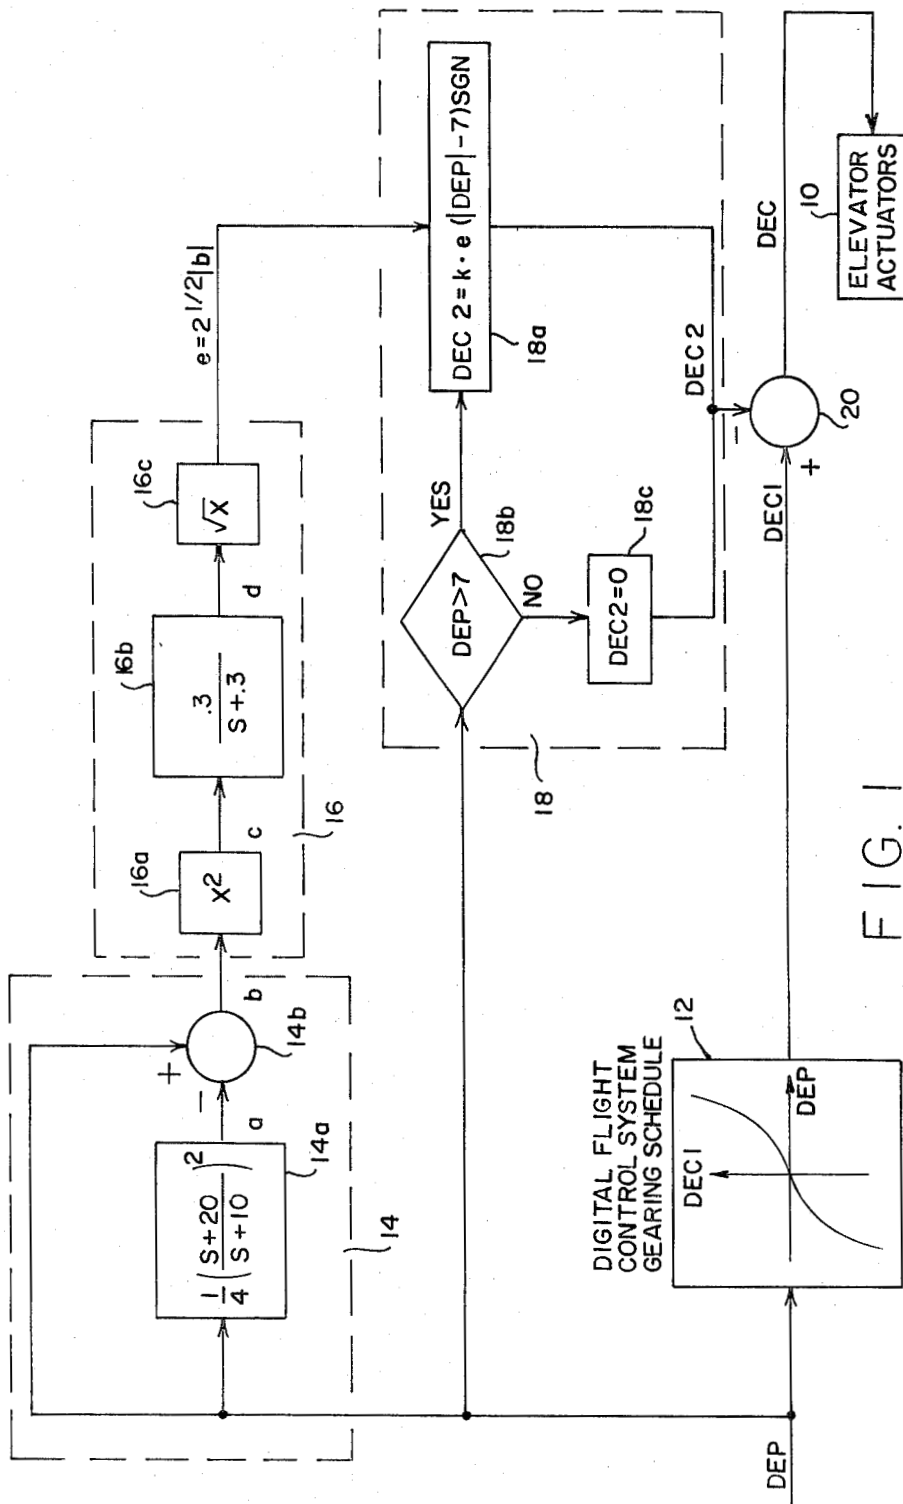 DEP
14
1/4 (S+20/S+10)²
14a
a
−
+
14b
b
16
16a
X²
c
16b
.3/S+.3
d
16c
√X
e=2^1/2|b|
18
DEP>7
18b
YES
NO
DEC 2=k·e (|DEP|−7)SGN
18a
DEC2=0
18c
DEC 2
DIGITAL FLIGHT
CONTROL SYSTEM
GEARING SCHEDULE
12
DEC1
DEP
DEC1
+
−
20
DEC
10
ELEVATOR
ACTUATORS
FIG. 1